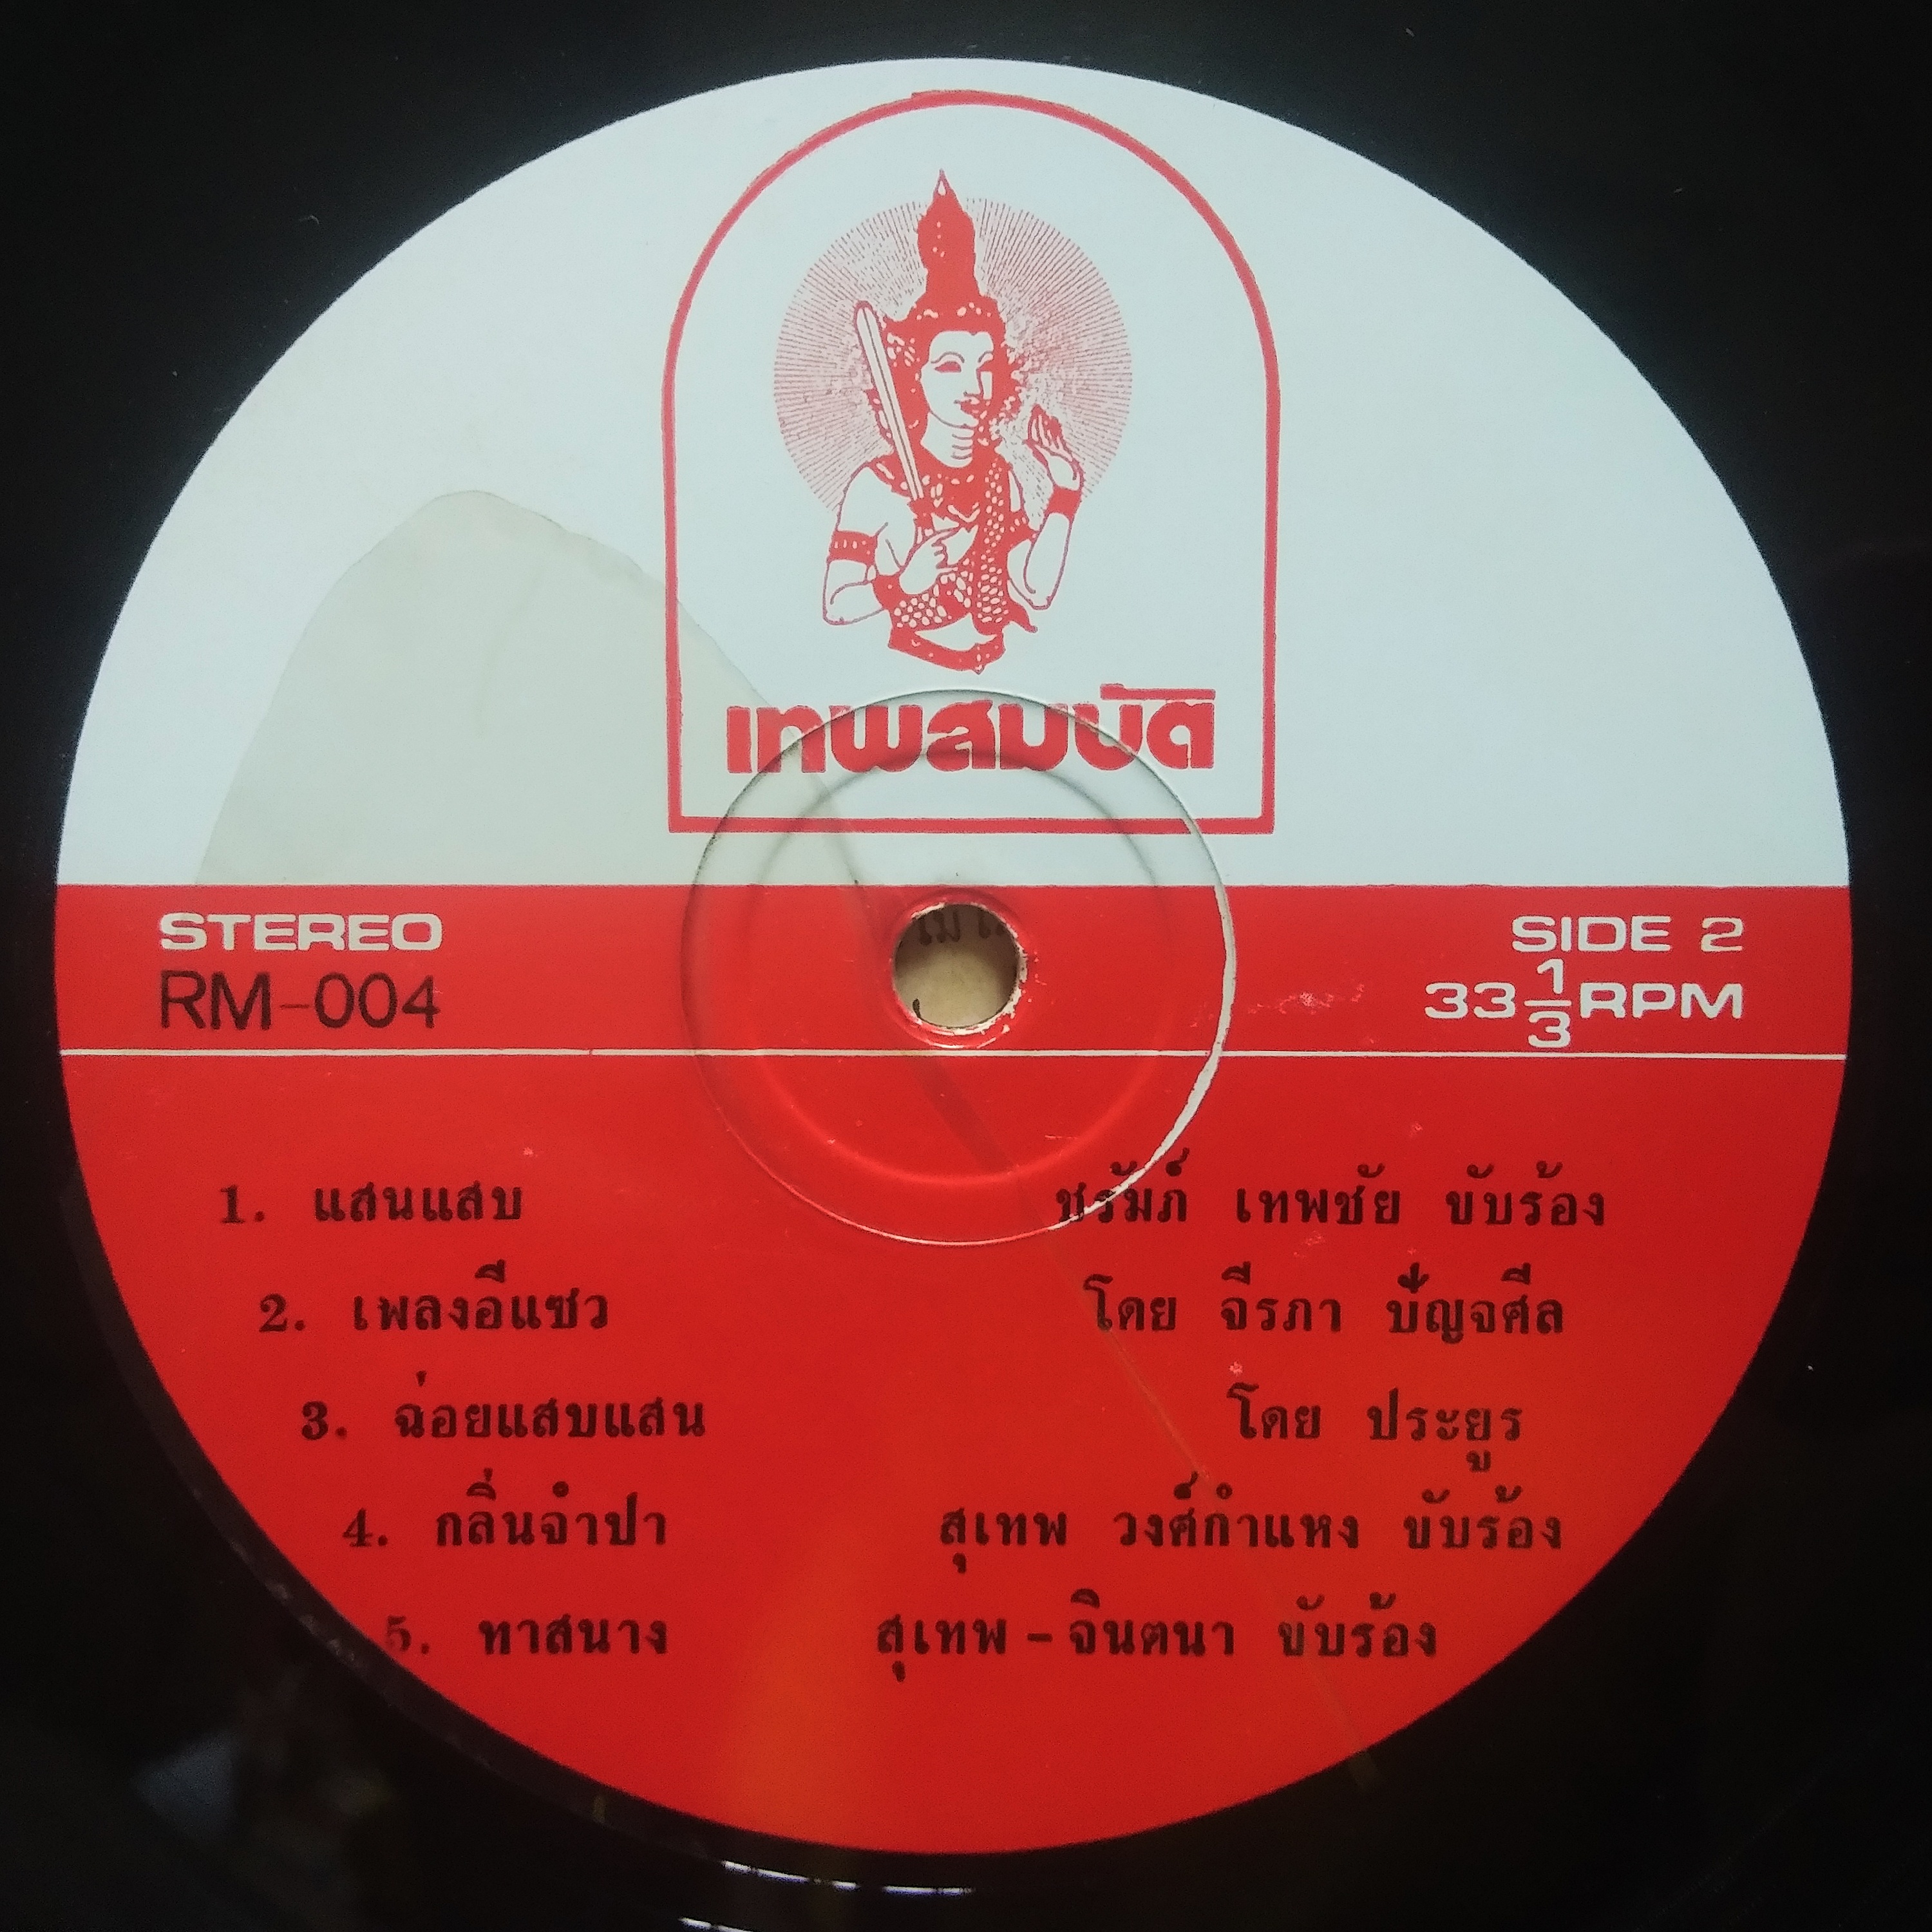 เทพสมบัติ
STEREO
SIDE 2
RM-004
33 1/3 RPM
1. แสนแสบ ชรัมภ์ เทพชัย ขับร้อง
2. เพลงอีแซว โดย จีรภา ปัญจศีล
3. ฉ่อยแสบแสน โดย ประยูร
4. กลิ่นจำปา สุเทพ วงศ์กำแหง ขับร้อง
5. ทาสนาง สุเทพ-จินตนา ขับร้อง